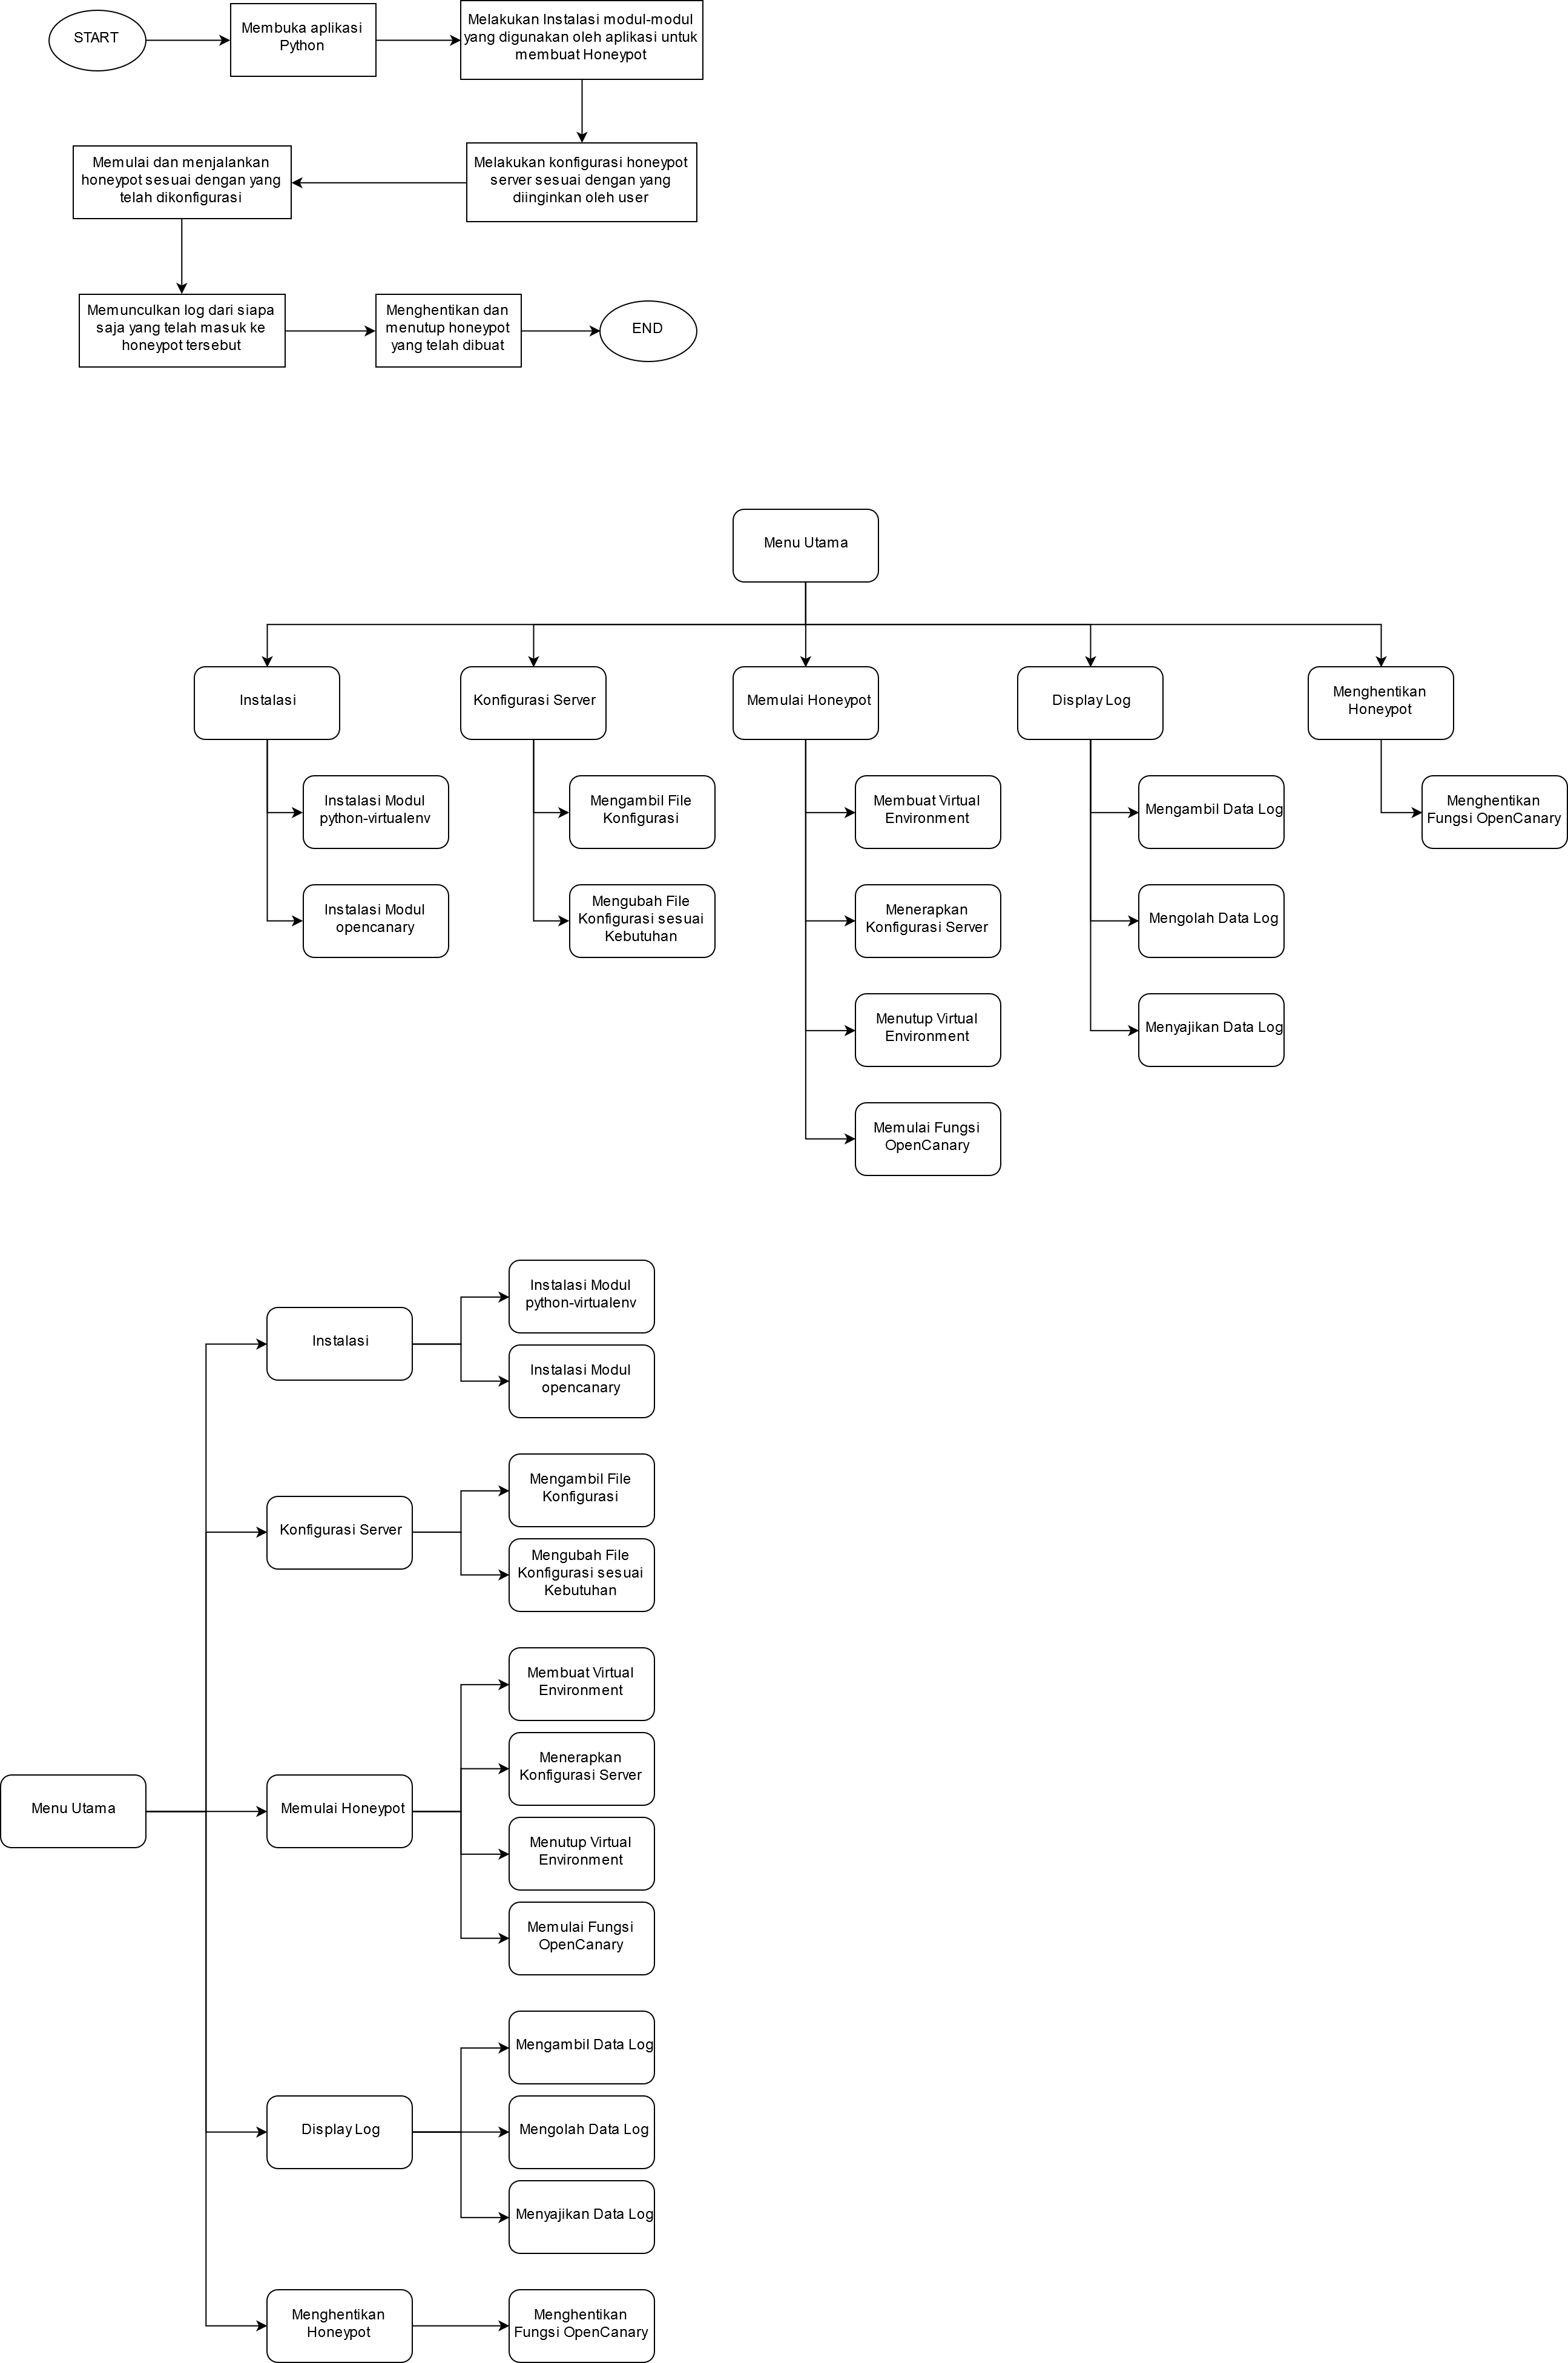 START
Membuka aplikasi
Python
Melakukan Instalasi modul-modul
yang digunakan oleh aplikasi untuk
membuat Honeypot
Melakukan konfigurasi honeypot
server sesuai dengan yang
diinginkan oleh user
Memulai dan menjalankan
honeypot sesuai dengan yang
telah dikonfigurasi
Memunculkan log dari siapa
saja yang telah masuk ke
honeypot tersebut
Menghentikan dan
menutup honeypot
yang telah dibuat
END
Menu Utama
Instalasi
Konfigurasi Server
Memulai Honeypot
Display Log
Menghentikan
Honeypot
Instalasi Modul
python-virtualenv
Mengambil File
Konfigurasi
Membuat Virtual
Environment
Mengambil Data Log
Menghentikan
Fungsi OpenCanary
Instalasi Modul
opencanary
Mengubah File
Konfigurasi sesuai
Kebutuhan
Menerapkan
Konfigurasi Server
Mengolah Data Log
Menutup Virtual
Environment
Menyajikan Data Log
Memulai Fungsi
OpenCanary
Menu Utama
Instalasi
Instalasi Modul
python-virtualenv
Instalasi Modul
opencanary
Konfigurasi Server
Mengambil File
Konfigurasi
Mengubah File
Konfigurasi sesuai
Kebutuhan
Memulai Honeypot
Membuat Virtual
Environment
Menerapkan
Konfigurasi Server
Menutup Virtual
Environment
Memulai Fungsi
OpenCanary
Display Log
Mengambil Data Log
Mengolah Data Log
Menyajikan Data Log
Menghentikan
Honeypot
Menghentikan
Fungsi OpenCanary